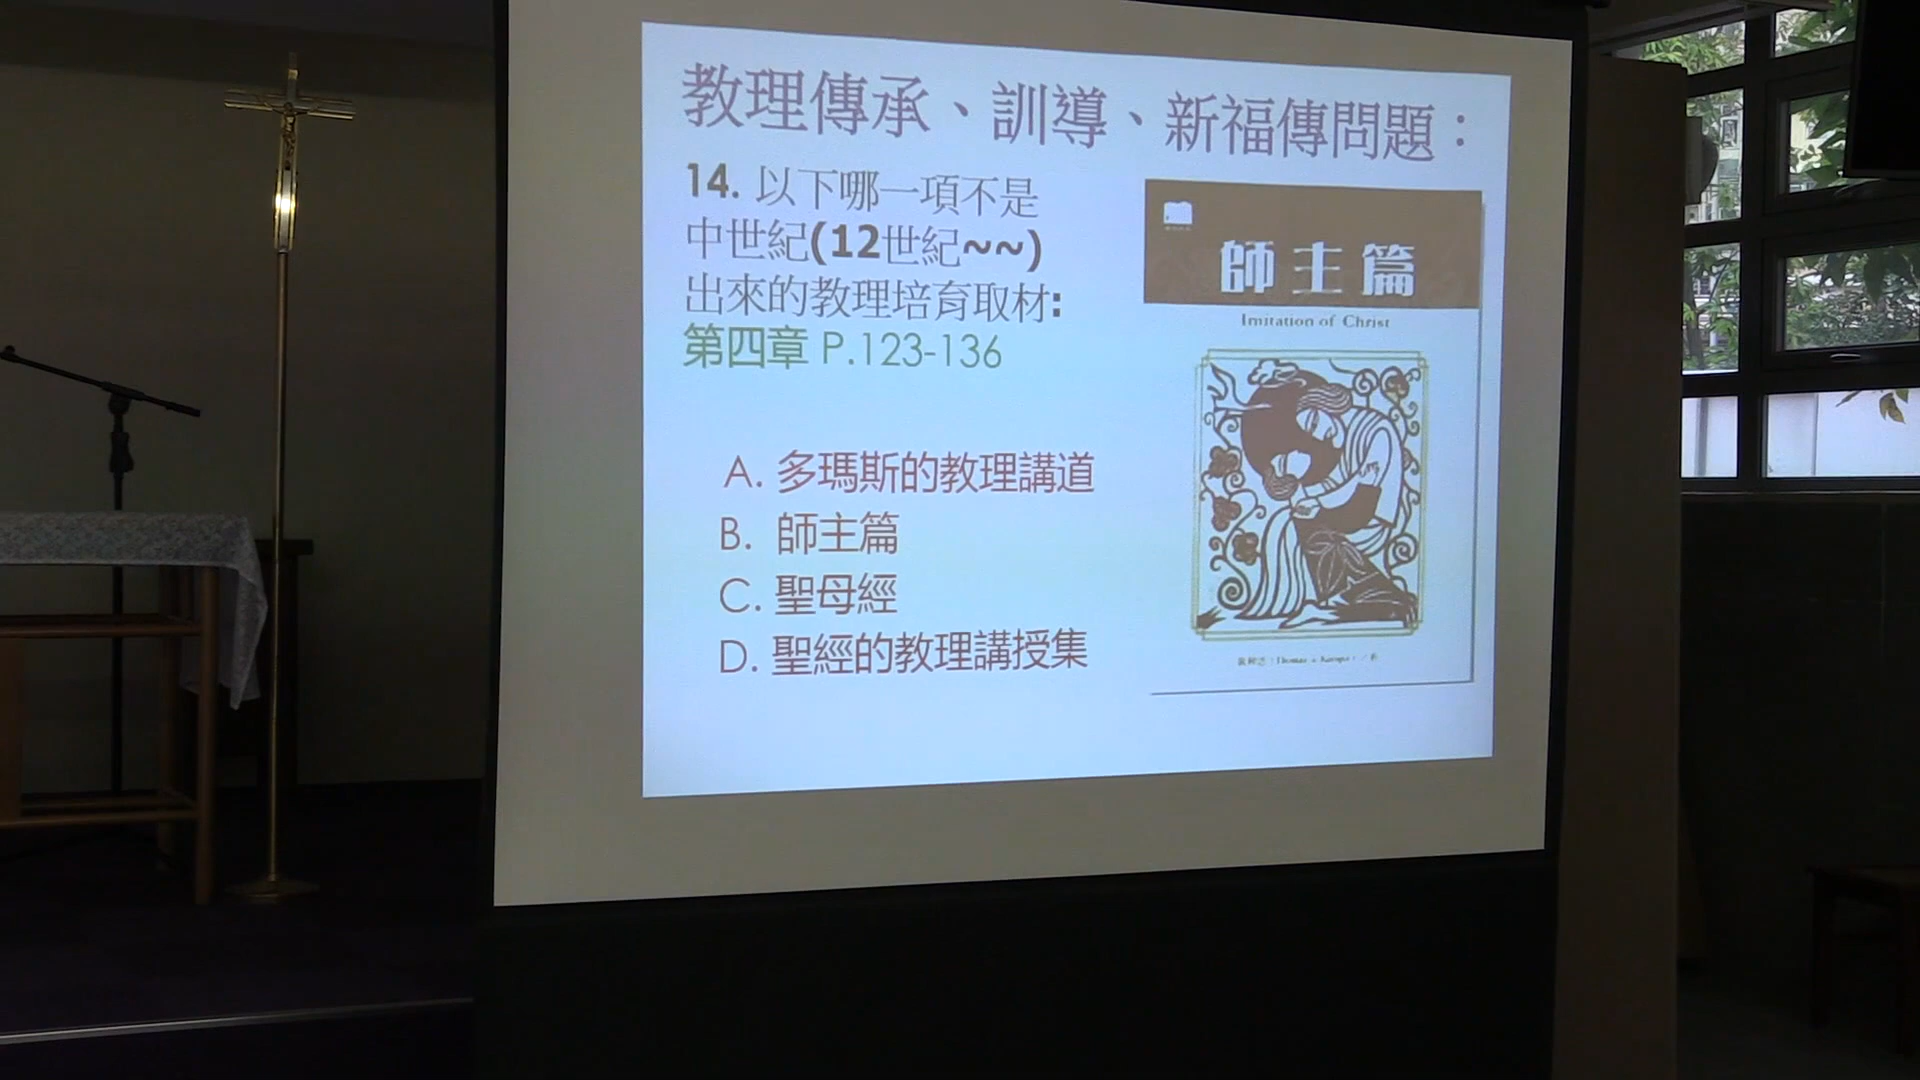 教理傳承、訓導、新福傳問題：
14. 以下哪一項不是
中世紀(12世紀~~)
出來的教理培育取材:
第四章 P.123-136
A. 多瑪斯的教理講道
B. 師主篇
C. 聖母經
D. 聖經的教理講授集
師主篇
Imitation of Christ